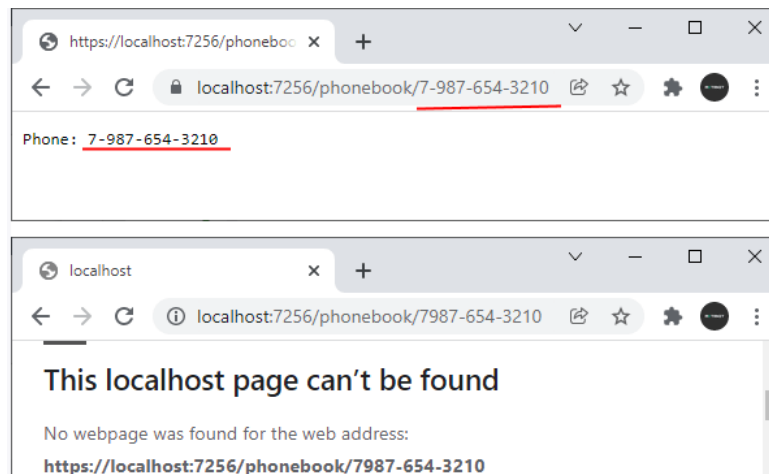 https://localhost:7256/phoneboo
localhost:7256/phonebook/7-987-654-3210
Phone: 7-987-654-3210
localhost
localhost:7256/phonebook/7987-654-3210
This localhost page can’t be found
No webpage was found for the web address:
https://localhost:7256/phonebook/7987-654-3210